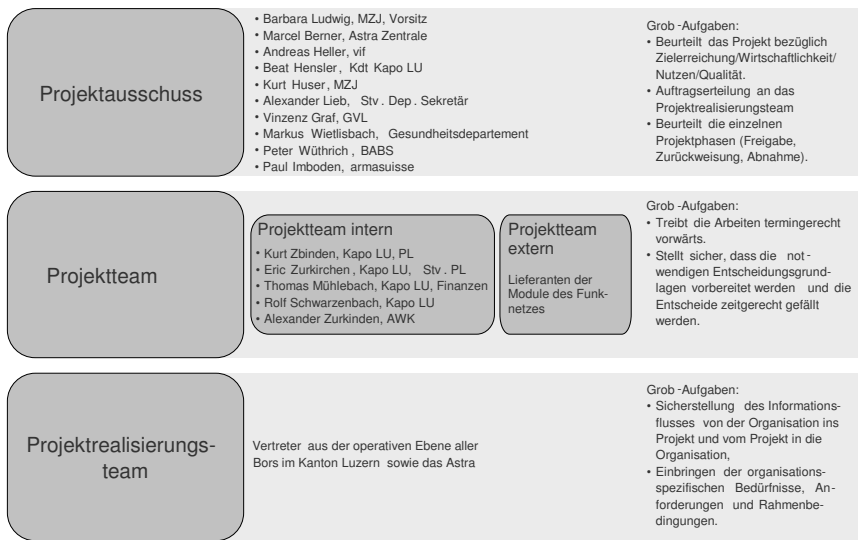 Projektausschuss
• Barbara Ludwig, MZJ, Vorsitz
• Marcel Berner, Astra Zentrale
• Andreas Heller, vif
• Beat Hensler, Kdt Kapo LU
• Kurt Huser, MZJ
• Alexander Lieb, Stv. Dep. Sekretär
• Vinzenz Graf, GVL
• Markus Wietlisbach, Gesundheitsdepartement
• Peter Wüthrich, BABS
• Paul Imboden, armasuisse
Grob-Aufgaben:
• Beurteilt das Projekt bezüglich
Zielerreichung/Wirtschaftlichkeit/
Nutzen/Qualität.
• Auftragserteilung an das
Projektrealisierungsteam
• Beurteilt die einzelnen
Projektphasen (Freigabe,
Zurückweisung, Abnahme).
Projektteam
Projektteam intern
• Kurt Zbinden, Kapo LU, PL
• Eric Zurkirchen, Kapo LU, Stv. PL
• Thomas Mühlebach, Kapo LU, Finanzen
• Rolf Schwarzenbach, Kapo LU
• Alexander Zurkinden, AWK
Projektteam
extern
Lieferanten der
Module des Funk-
netzes
Grob-Aufgaben:
• Treibt die Arbeiten termingerecht
vorwärts.
• Stellt sicher, dass die not-
wendigen Entscheidungsgrund-
lagen vorbereitet werden und die
Entscheide zeitgerecht gefällt
werden.
Projektrealisierungs-
team
Vertreter aus der operativen Ebene aller
Bors im Kanton Luzern sowie das Astra
Grob-Aufgaben:
• Sicherstellung des Informations-
flusses von der Organisation ins
Projekt und vom Projekt in die
Organisation,
• Einbringen der organisations-
spezifischen Bedürfnisse, An-
forderungen und Rahmenbe-
dingungen.